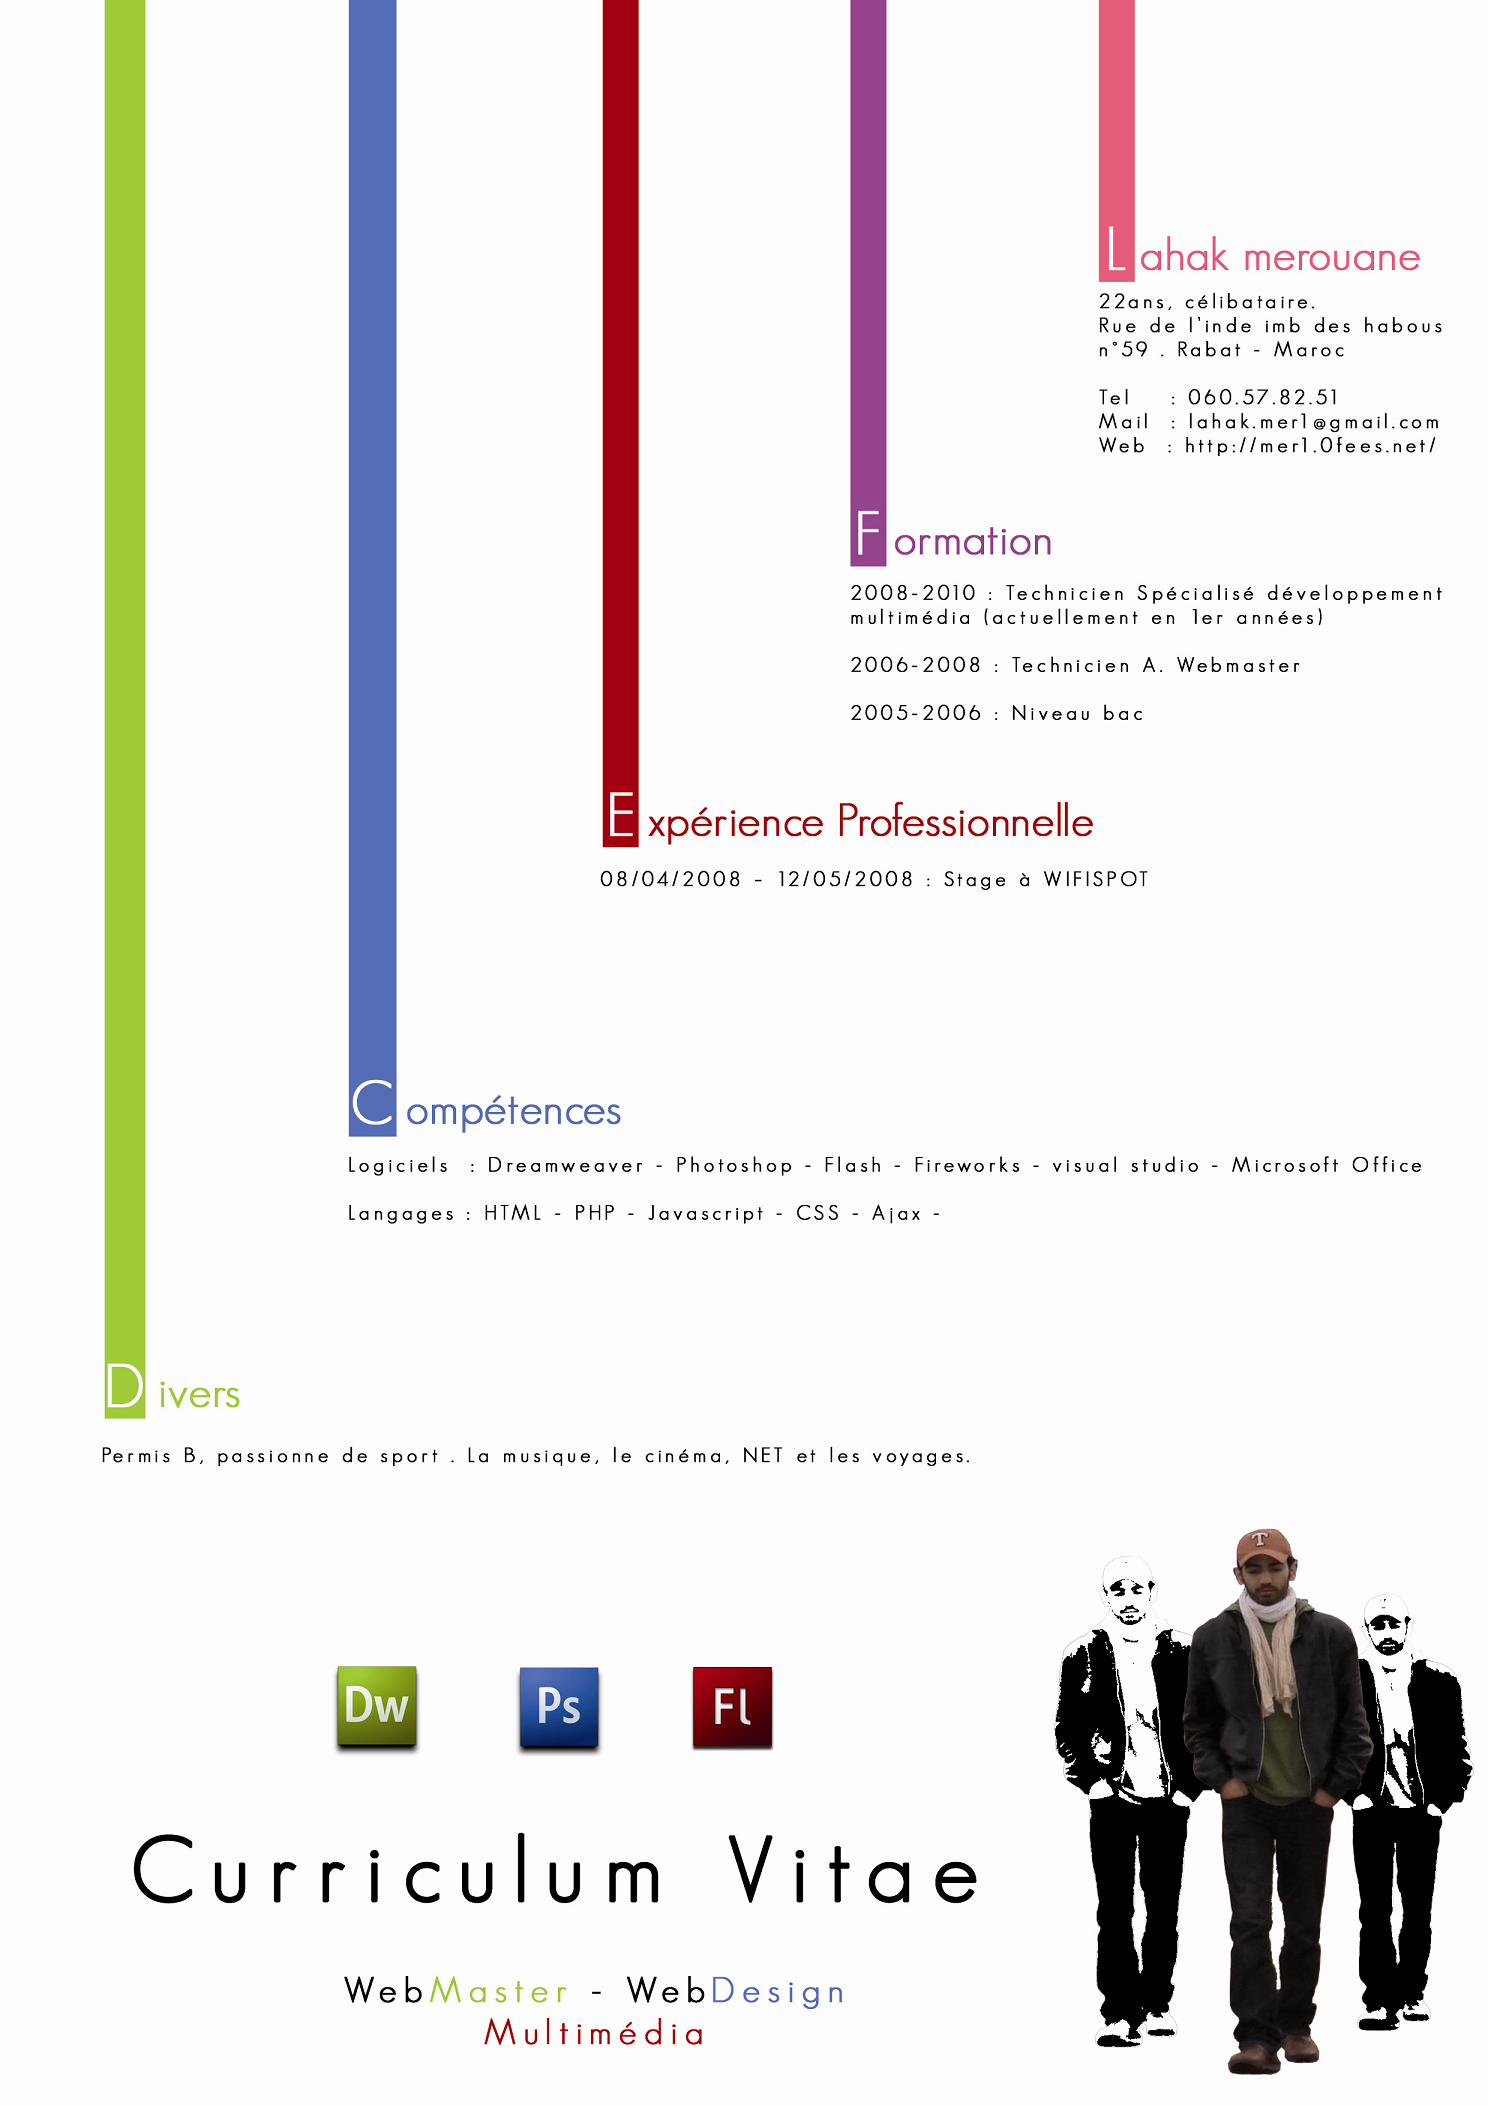 Lahak merouane
22ans, célibataire.
Rue de l'inde imb des habous
n°59 . Rabat - Maroc
Tel : 060.57.82.51
Mail : lahak.mer1@gmail.com
Web : http://mer1.0fees.net/
Formation
2008-2010 : Technicien Spécialisé développement
multimédia (actuellement en 1er années)
2006-2008 : Technicien A. Webmaster
2005-2006 : Niveau bac
Expérience Professionnelle
08/04/2008 - 12/05/2008 : Stage à WIFISPOT
Compétences
Logiciels : Dreamweaver - Photoshop - Flash - Fireworks - visual studio - Microsoft Office
Langages : HTML - PHP - Javascript - CSS - Ajax -
Divers
Permis B, passionne de sport . La musique, le cinéma, NET et les voyages.
T
Dw Ps Fl
Curriculum Vitae
WebMaster - WebDesign
Multimédia